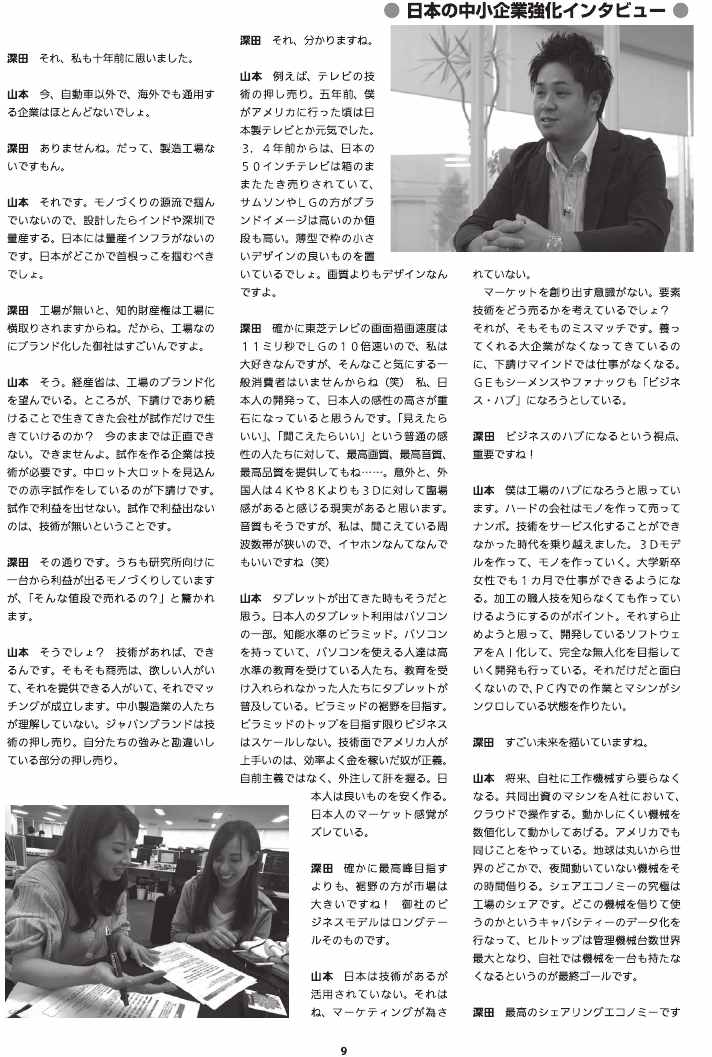 ● 日本の中小企業強化インタビュー ●
深田　それ、私も十年前に思いました。
山本　今、自動車以外で、海外でも通用す
る企業はほとんどないでしょ。
深田　ありませんね。だって、製造工場な
いですもん。
山本　それです。モノづくりの源流で掴ん
でいないので、設計したらインドや深圳で
量産する。日本には量産インフラがないの
です。日本がどこかで首根っこを掴むべき
でしょ。
深田　工場が無いと、知的財産権は工場に
横取りされますからね。だから、工場なの
にブランド化した御社はすごいんですよ。
山本　そう。経産省は、工場のブランド化
を望んでいる。ところが、下請けであり続
けることで生きてきた会社が試作だけで生
きていけるのか？　今のままでは正直でき
ない。できませんよ。試作を作る企業は技
術が必要です。中ロット大ロットを見込ん
での赤字試作をしているのが下請けです。
試作で利益を出せない。試作で利益出ない
のは、技術が無いということです。
深田　その通りです。うちも研究所向けに
一台から利益が出るモノづくりしています
が、「そんな値段で売れるの？」と驚かれ
ます。
山本　そうでしょ？　技術があれば、でき
るんです。そもそも商売は、欲しい人がい
て、それを提供できる人がいて、それでマッ
チングが成立します。中小製造業の人たち
が理解していない。ジャパンブランドは技
術の押し売り。自分たちの強みと勘違いし
ている部分の押し売り。
深田　それ、分かりますね。
山本　例えば、テレビの技
術の押し売り。五年前、僕
がアメリカに行った頃は日
本製テレビとか元気でした。
３，４年前からは、日本の
５０インチテレビは箱のま
またたき売りされていて、
サムソンやＬＧの方がブラ
ンドイメージは高いのか値
段も高い。薄型で枠の小さ
いデザインの良いものを置
いているでしょ。画質よりもデザインなん
ですよ。
深田　確かに東芝テレビの画面描画速度は
１１ミリ秒でＬＧの１０倍速いので、私は
大好きなんですが、そんなこと気にする一
般消費者はいませんからね（笑）　私、日
本人の開発って、日本人の感性の高さが重
石になっていると思うんです。「見えたら
いい」、「聞こえたらいい」という普通の感
性の人たちに対して、最高画質、最高音質、
最高品質を提供してもね……。意外と、外
国人は４Ｋや８Ｋよりも３Ｄに対して臨場
感があると感じる現実があると思います。
音質もそうですが、私は、聞こえている周
波数帯が狭いので、イヤホンなんてなんで
もいいですね（笑）
山本　タブレットが出てきた時もそうだと
思う。日本人のタブレット利用はパソコン
の一部。知能水準のピラミッド。パソコン
を持っていて、パソコンを使える人達は高
水準の教育を受けている人たち。教育を受
け入れられなかった人たちにタブレットが
普及している。ピラミッドの裾野を目指す。
ピラミッドのトップを目指す限りビジネス
はスケールしない。技術面でアメリカ人が
上手いのは、効率よく金を稼いだ奴が正義。
自前主義ではなく、外注して肝を握る。日
本人は良いものを安く作る。
日本人のマーケット感覚が
ズレている。
深田　確かに最高峰目指す
よりも、裾野の方が市場は
大きいですね！　御社のビ
ジネスモデルはロングテー
ルそのものです。
山本　日本は技術があるが
活用されていない。それは
ね、マーケティングが為さ
れていない。
　マーケットを創り出す意識がない。要素
技術をどう売るかを考えているでしょ？
それが、そもそものミスマッチです。養っ
てくれる大企業がなくなってきているの
に、下請けマインドでは仕事がなくなる。
ＧＥもシーメンスやファナックも「ビジネ
ス・ハブ」になろうとしている。
深田　ビジネスのハブになるという視点、
重要ですね！
山本　僕は工場のハブになろうと思ってい
ます。ハードの会社はモノを作って売って
ナンボ。技術をサービス化することができ
なかった時代を乗り越えました。３Ｄモデ
ルを作って、モノを作っていく。大学新卒
女性でも１カ月で仕事ができるようにな
る。加工の職人技を知らなくても作ってい
けるようにするのがポイント。それすら止
めようと思って、開発しているソフトウェ
アをＡＩ化して、完全な無人化を目指して
いく開発も行っている。それだけだと面白
くないので、ＰＣ内での作業とマシンがシ
ンクロしている状態を作りたい。
深田　すごい未来を描いていますね。
山本　将来、自社に工作機械すら要らなく
なる。共同出資のマシンをＡ社において、
クラウドで操作する。動かしにくい機械を
数値化して動かしてあげる。アメリカでも
同じことをやっている。地球は丸いから世
界のどこかで、夜間動いていない機械をそ
の時間借りる。シェアエコノミーの究極は
工場のシェアです。どこの機械を借りて使
うのかというキャパシティーのデータ化を
行なって、ヒルトップは管理機械台数世界
最大となり、自社では機械を一台も持たな
くなるというのが最終ゴールです。
深田　最高のシェアリングエコノミーです
9